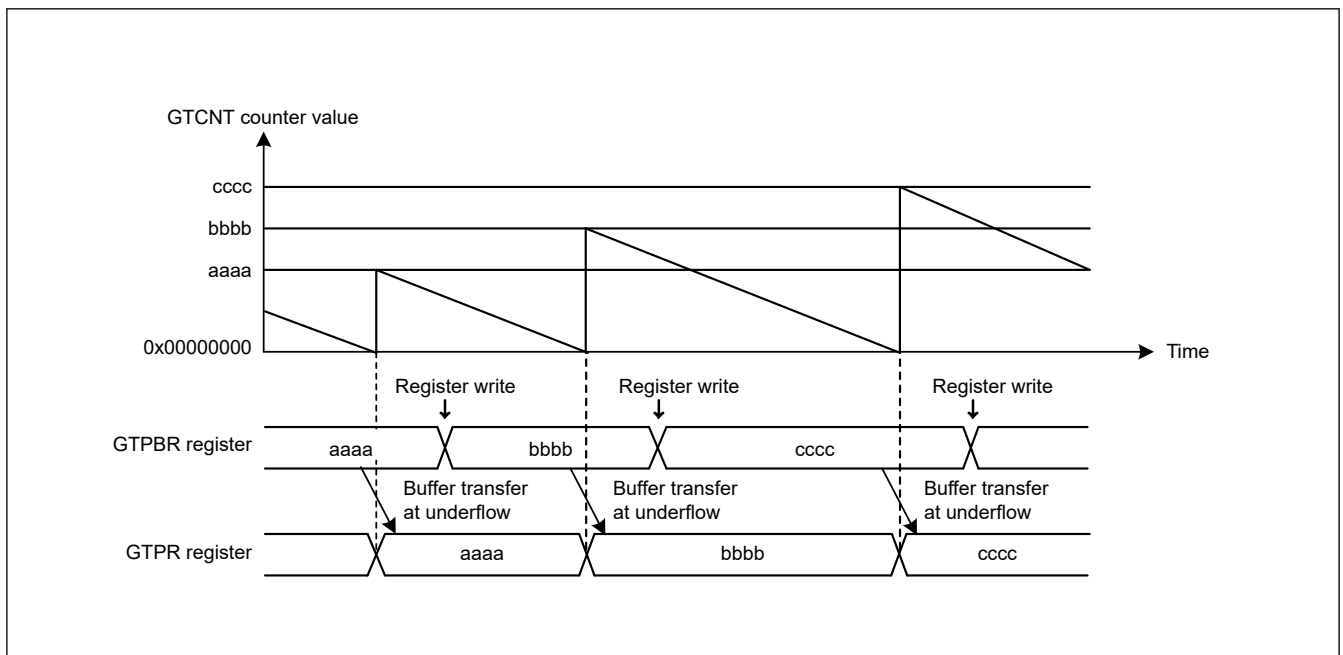 GTCNT counter value
cccc
bbbb
aaaa
0x00000000
Time
Register write
Register write
Register write
GTPBR register
aaaa
bbbb
cccc
Buffer transfer
at underflow
Buffer transfer
at underflow
Buffer transfer
at underflow
GTPR register
aaaa
bbbb
cccc